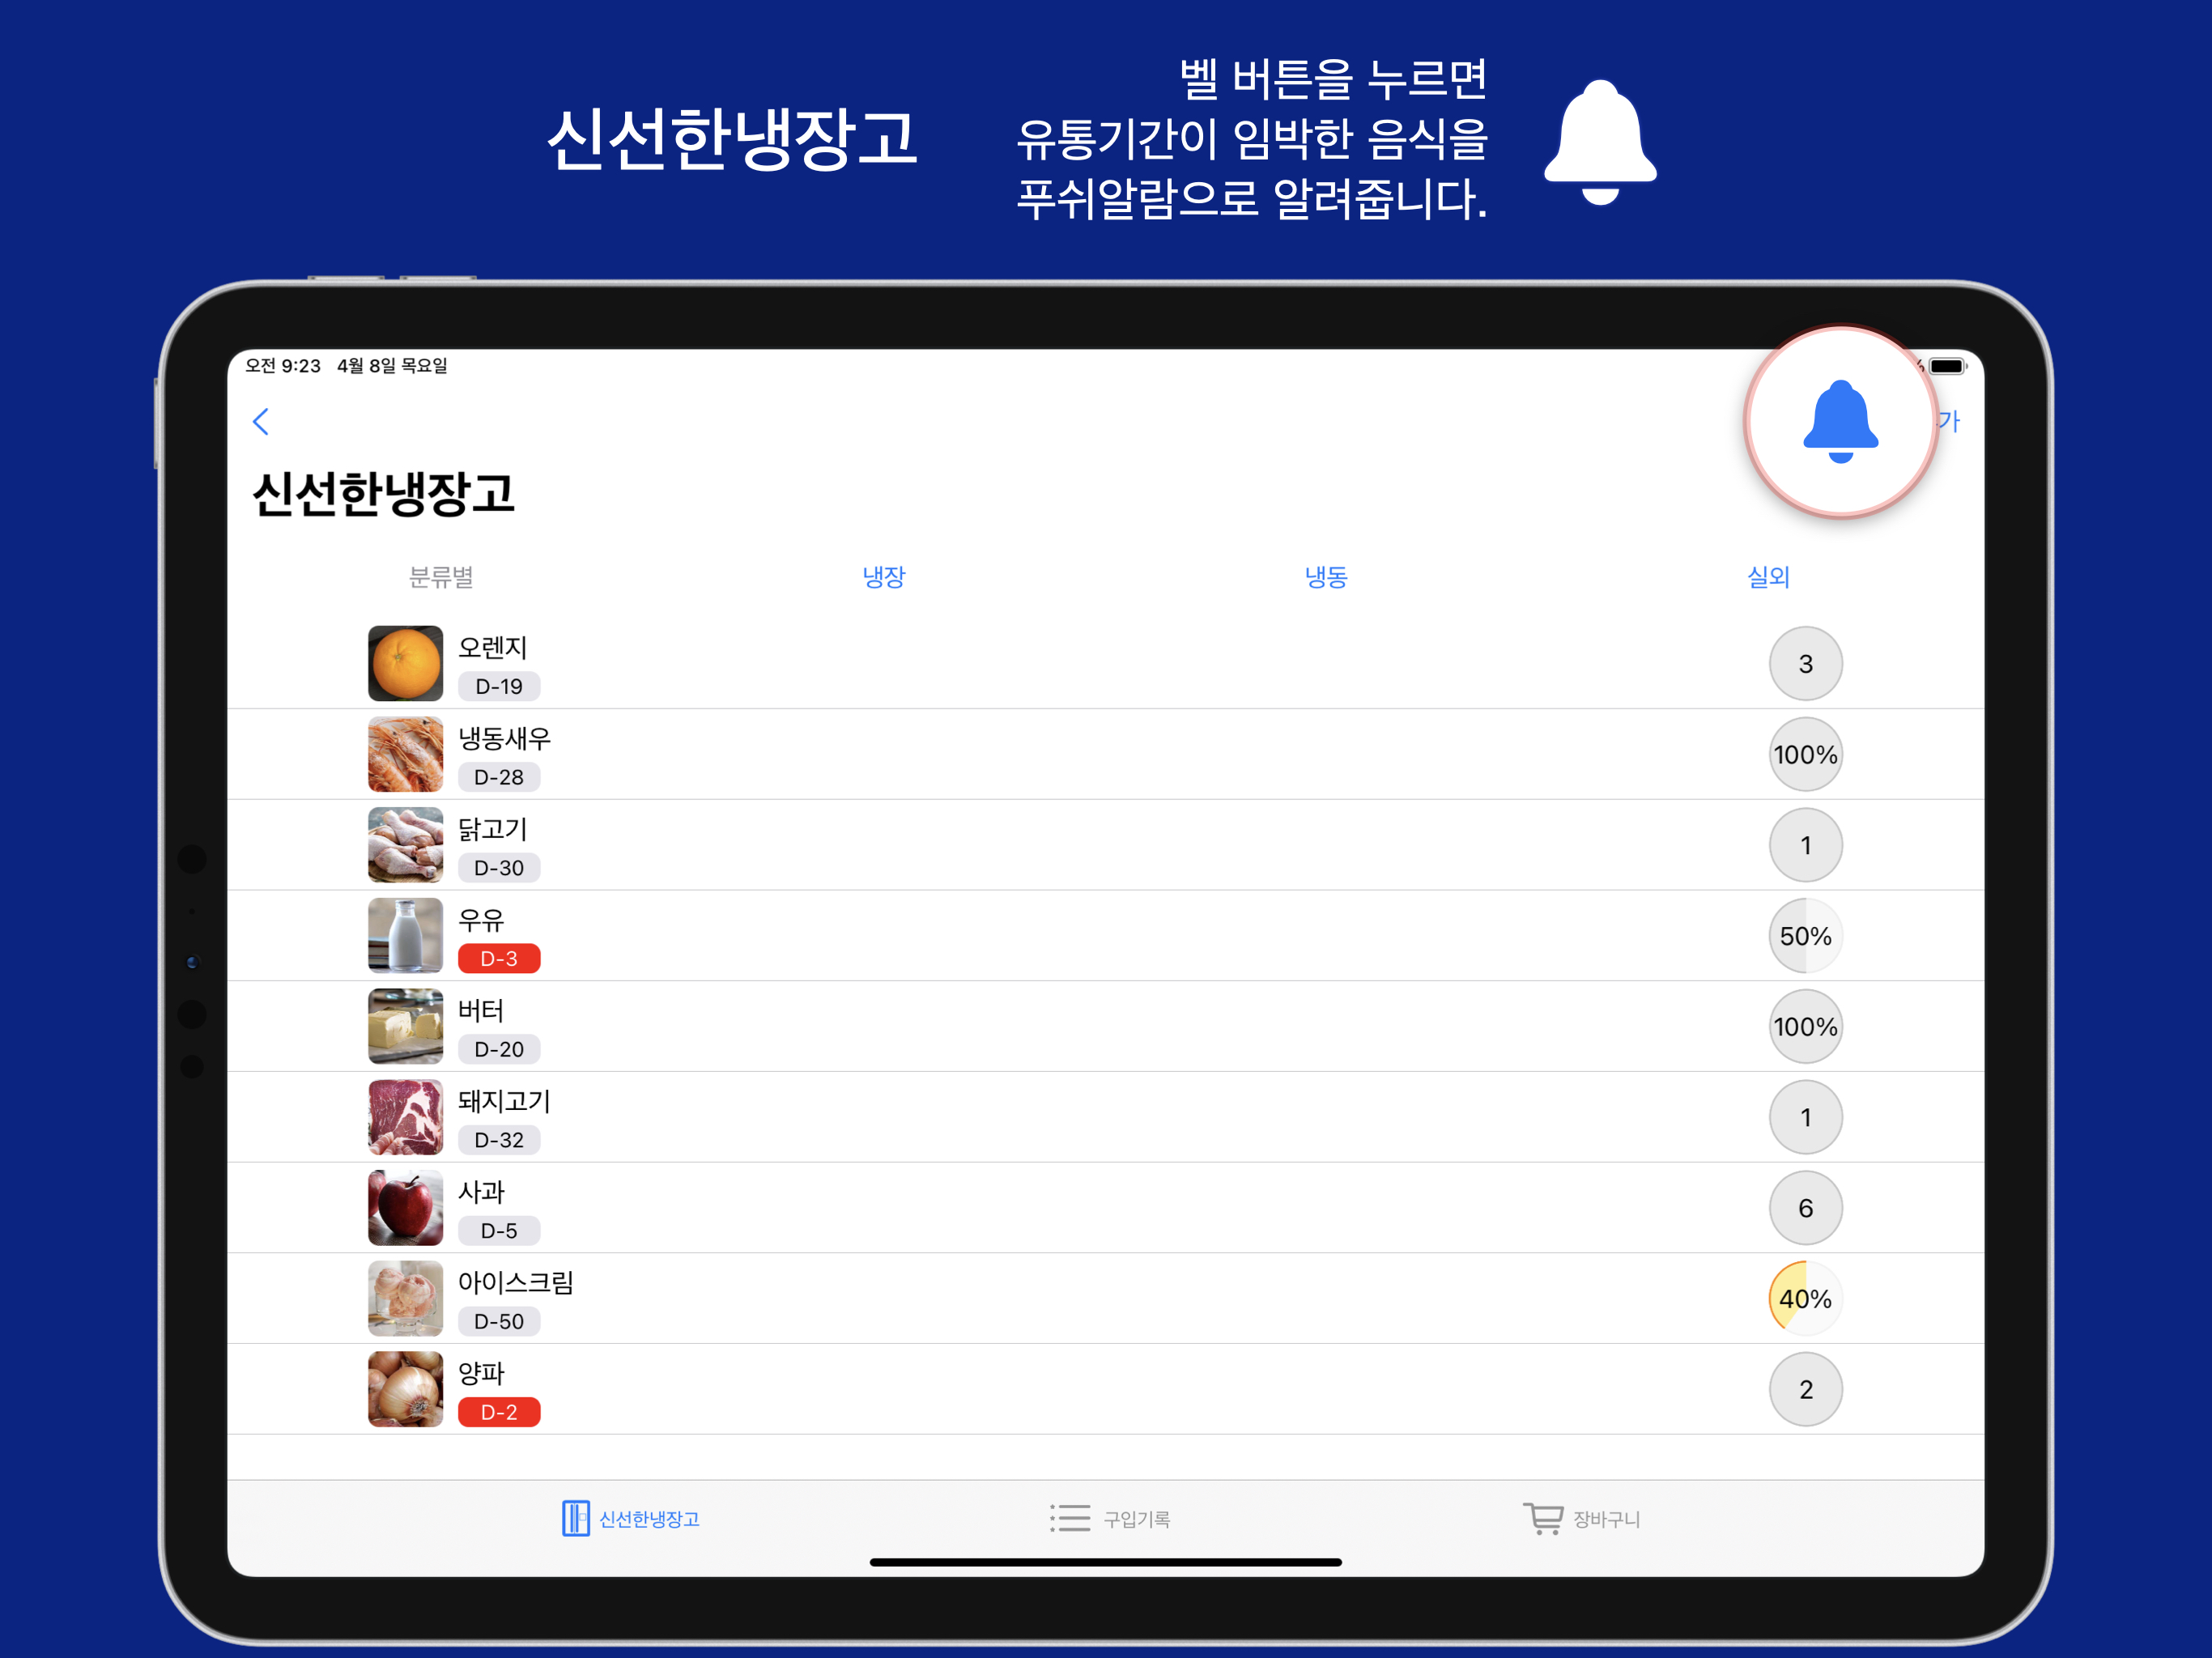 신선한냉장고
벨 버튼을 누르면
유통기간이 임박한 음식을
푸쉬알람으로 알려줍니다.
오전 9:23 4월 8일 목요일
가
신선한냉장고
분류별 냉장 냉동 실외
오렌지
D-19
3
냉동새우
D-28
100%
닭고기
D-30
1
우유
D-3
50%
버터
D-20
100%
돼지고기
D-32
1
사과
D-5
6
아이스크림
D-50
40%
양파
D-2
2
신선한냉장고 구입기록 장바구니